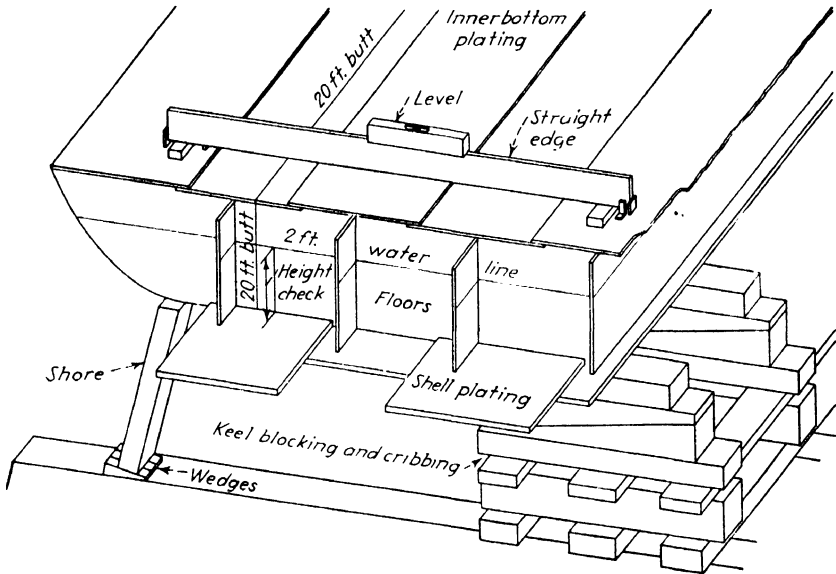 Innerbottom
plating
20 ft. butt
Level
Straight
edge
2 ft.
water
line
20 ft. butt
Height
check
Floors
Shore
Shell plating
Keel blocking and cribbing
Wedges